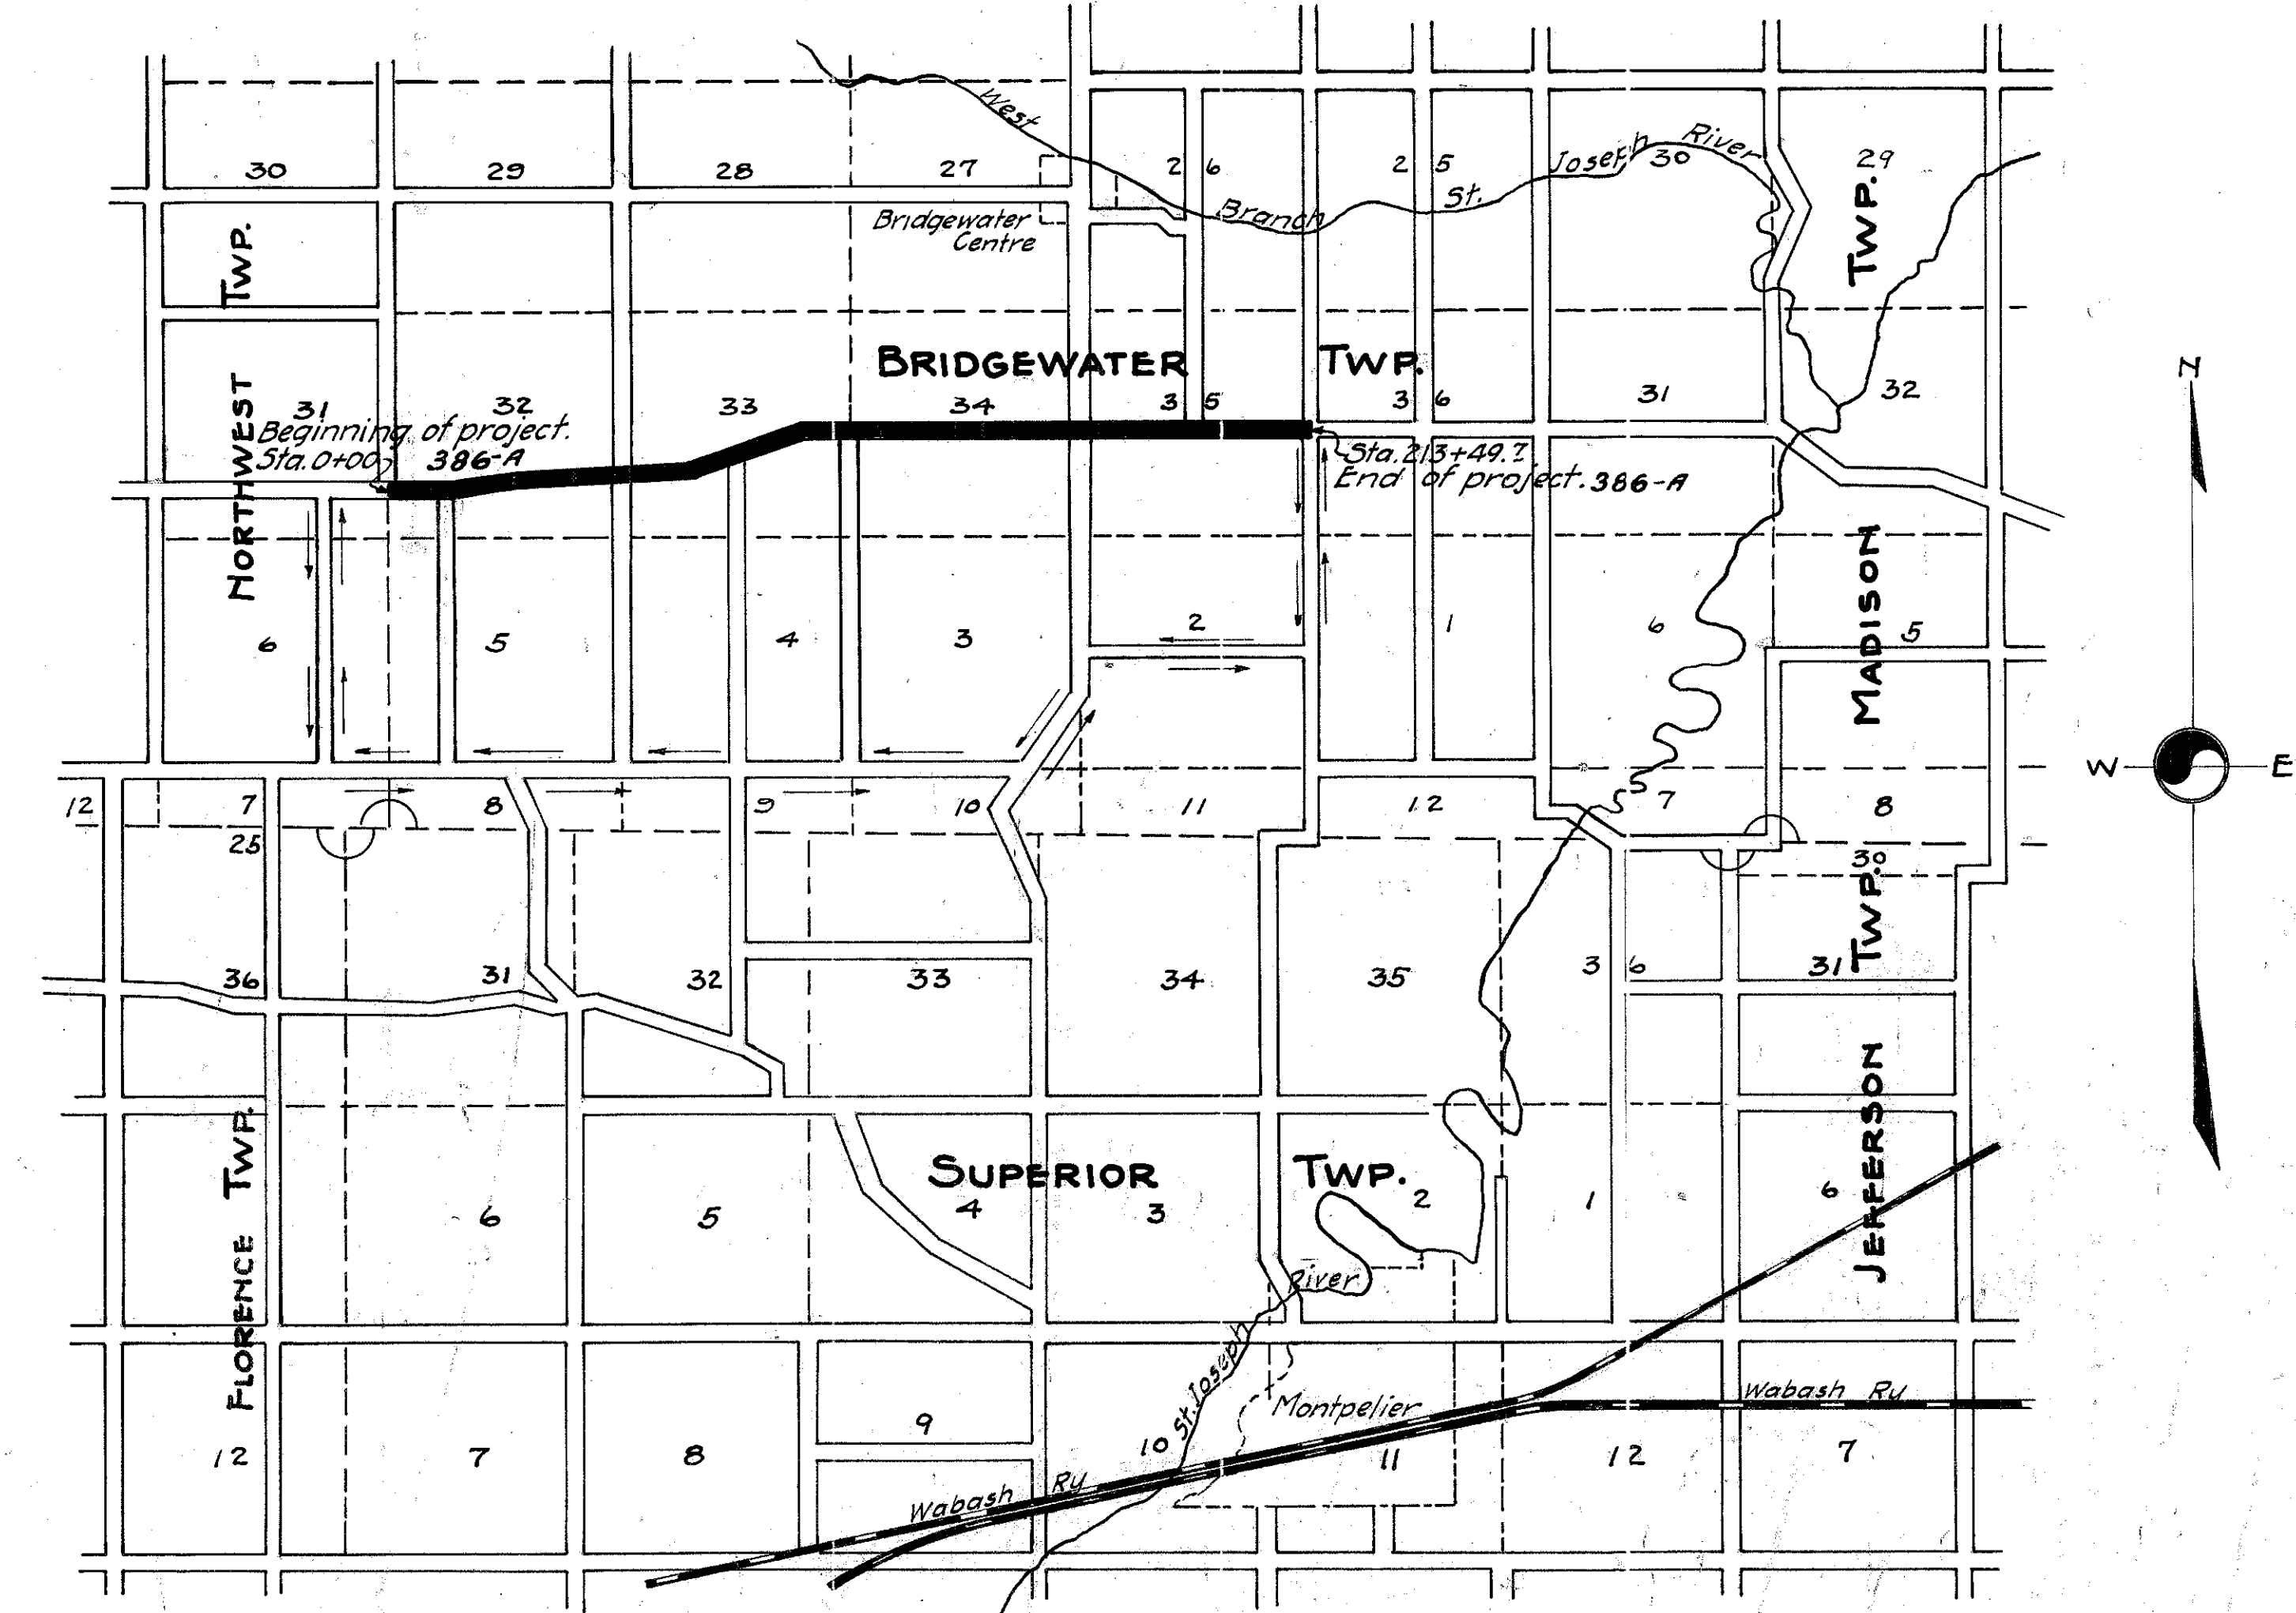 30 29 28 27 2 6 2 5 30 29
West Branch St. Joseph River
Bridgewater
Centre
NORTHWEST TWP.
BRIDGEWATER TWP.
MADISON TWP.
31 32 33 34 3 5 3 6 31 32
Beginning of project.
Sta. 0+00 386-A
Sta. 213+49.7
End of project. 386-A
N
W E
6 5 4 3 2 1 6 5
12 7 8 9 10 11 12 7 8
25 30
36 31 32 33 34 35 3 6 31
FLORENCE TWP.
SUPERIOR TWP.
JEFFERSON TWP.
6 5 4 3 2 1 6
St. Joseph River
Montpelier
Wabash Ry
12 7 8 9 10 11 12 7
Wabash Ry